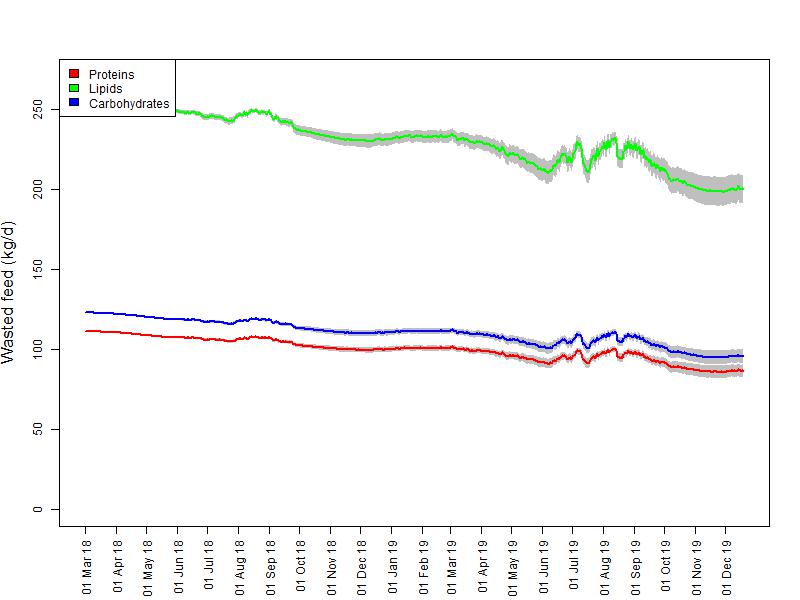 Proteins
Lipids
Carbohydrates
Wasted feed (kg/d)
250
200
150
100
50
0
01 Mar 18
01 Apr 18
01 May 18
01 Jun 18
01 Jul 18
01 Aug 18
01 Sep 18
01 Oct 18
01 Nov 18
01 Dec 18
01 Jan 19
01 Feb 19
01 Mar 19
01 Apr 19
01 May 19
01 Jun 19
01 Jul 19
01 Aug 19
01 Sep 19
01 Oct 19
01 Nov 19
01 Dec 19